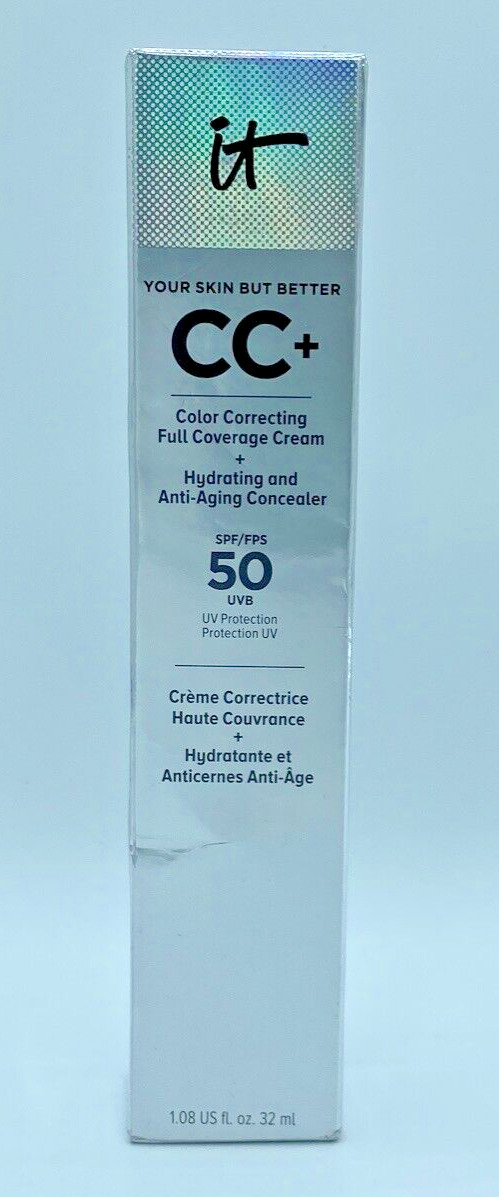 it
YOUR SKIN BUT BETTER
CC+
Color Correcting
Full Coverage Cream
+
Hydrating and
Anti-Aging Concealer
SPF/FPS
50
UVB
UV Protection
Protection UV
Crème Correctrice
Haute Couvrance
+
Hydratante et
Anticernes Anti-Âge
1.08 US fl. oz. 32 ml